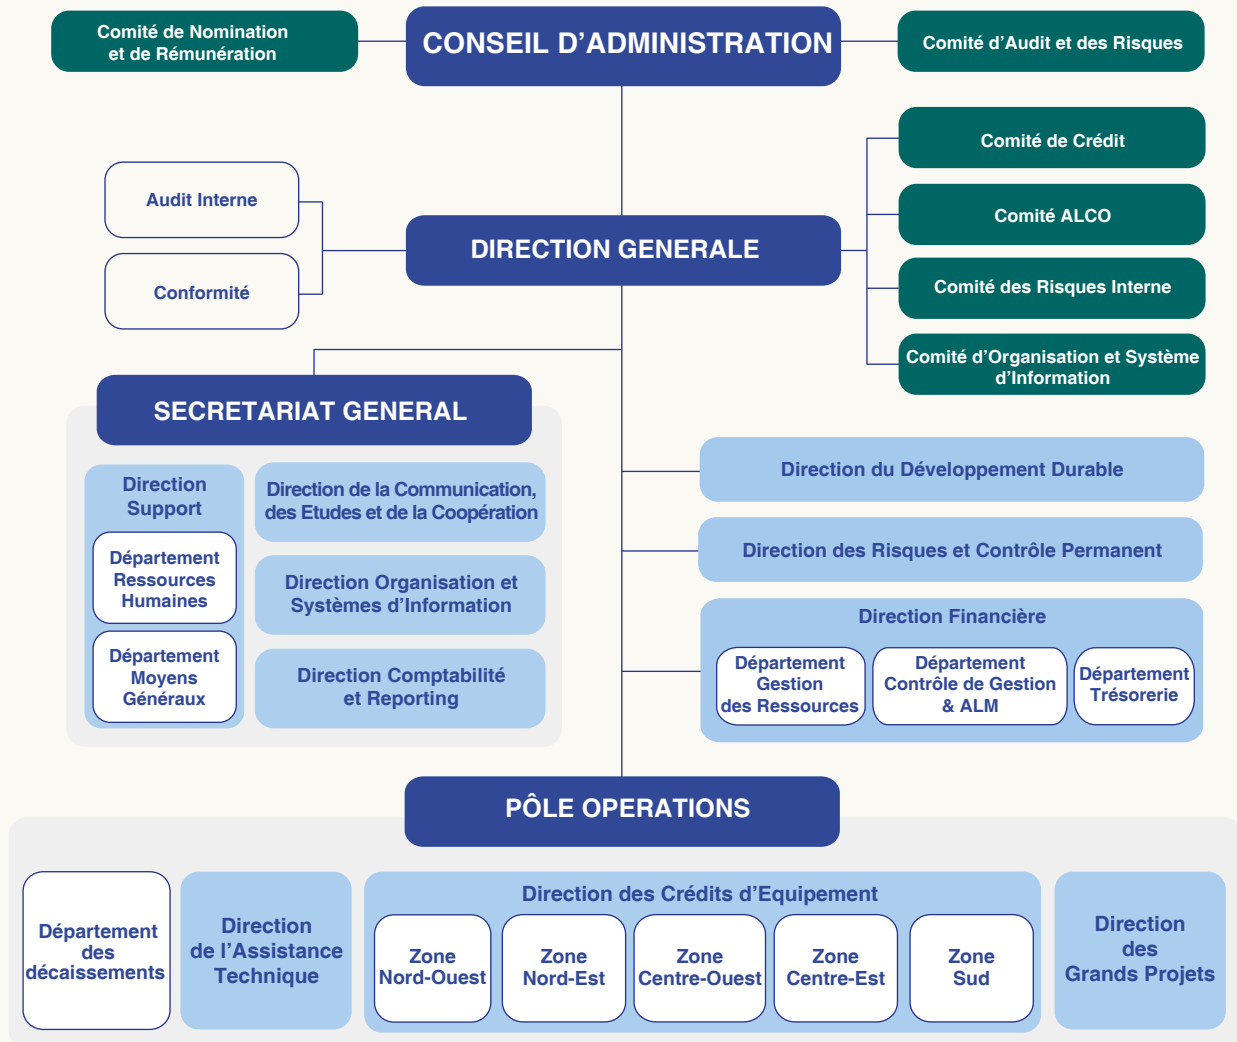 Comité de Nomination
et de Rémunération
CONSEIL D’ADMINISTRATION
Comité d’Audit et des Risques
Comité de Crédit
Comité ALCO
Comité des Risques Interne
Comité d’Organisation et Système
d’Information
Audit Interne
Conformité
DIRECTION GENERALE
SECRETARIAT GENERAL
Direction
Support
Département
Ressources
Humaines
Département
Moyens
Généraux
Direction de la Communication,
des Etudes et de la Coopération
Direction Organisation et
Systèmes d’Information
Direction Comptabilité
et Reporting
Direction du Développement Durable
Direction des Risques et Contrôle Permanent
Direction Financière
Département
Gestion
des Ressources
Département
Contrôle de Gestion
& ALM
Département
Trésorerie
PÔLE OPERATIONS
Département
des
décaissements
Direction
de l’Assistance
Technique
Direction des Crédits d’Equipement
Zone
Nord-Ouest
Zone
Nord-Est
Zone
Centre-Ouest
Zone
Centre-Est
Zone
Sud
Direction
des
Grands Projets